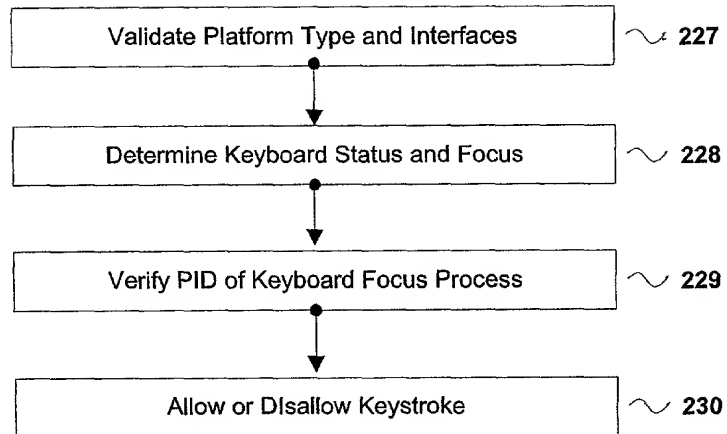 Validate Platform Type and Interfaces 227
Determine Keyboard Status and Focus 228
Verify PID of Keyboard Focus Process 229
Allow or DIsallow Keystroke 230